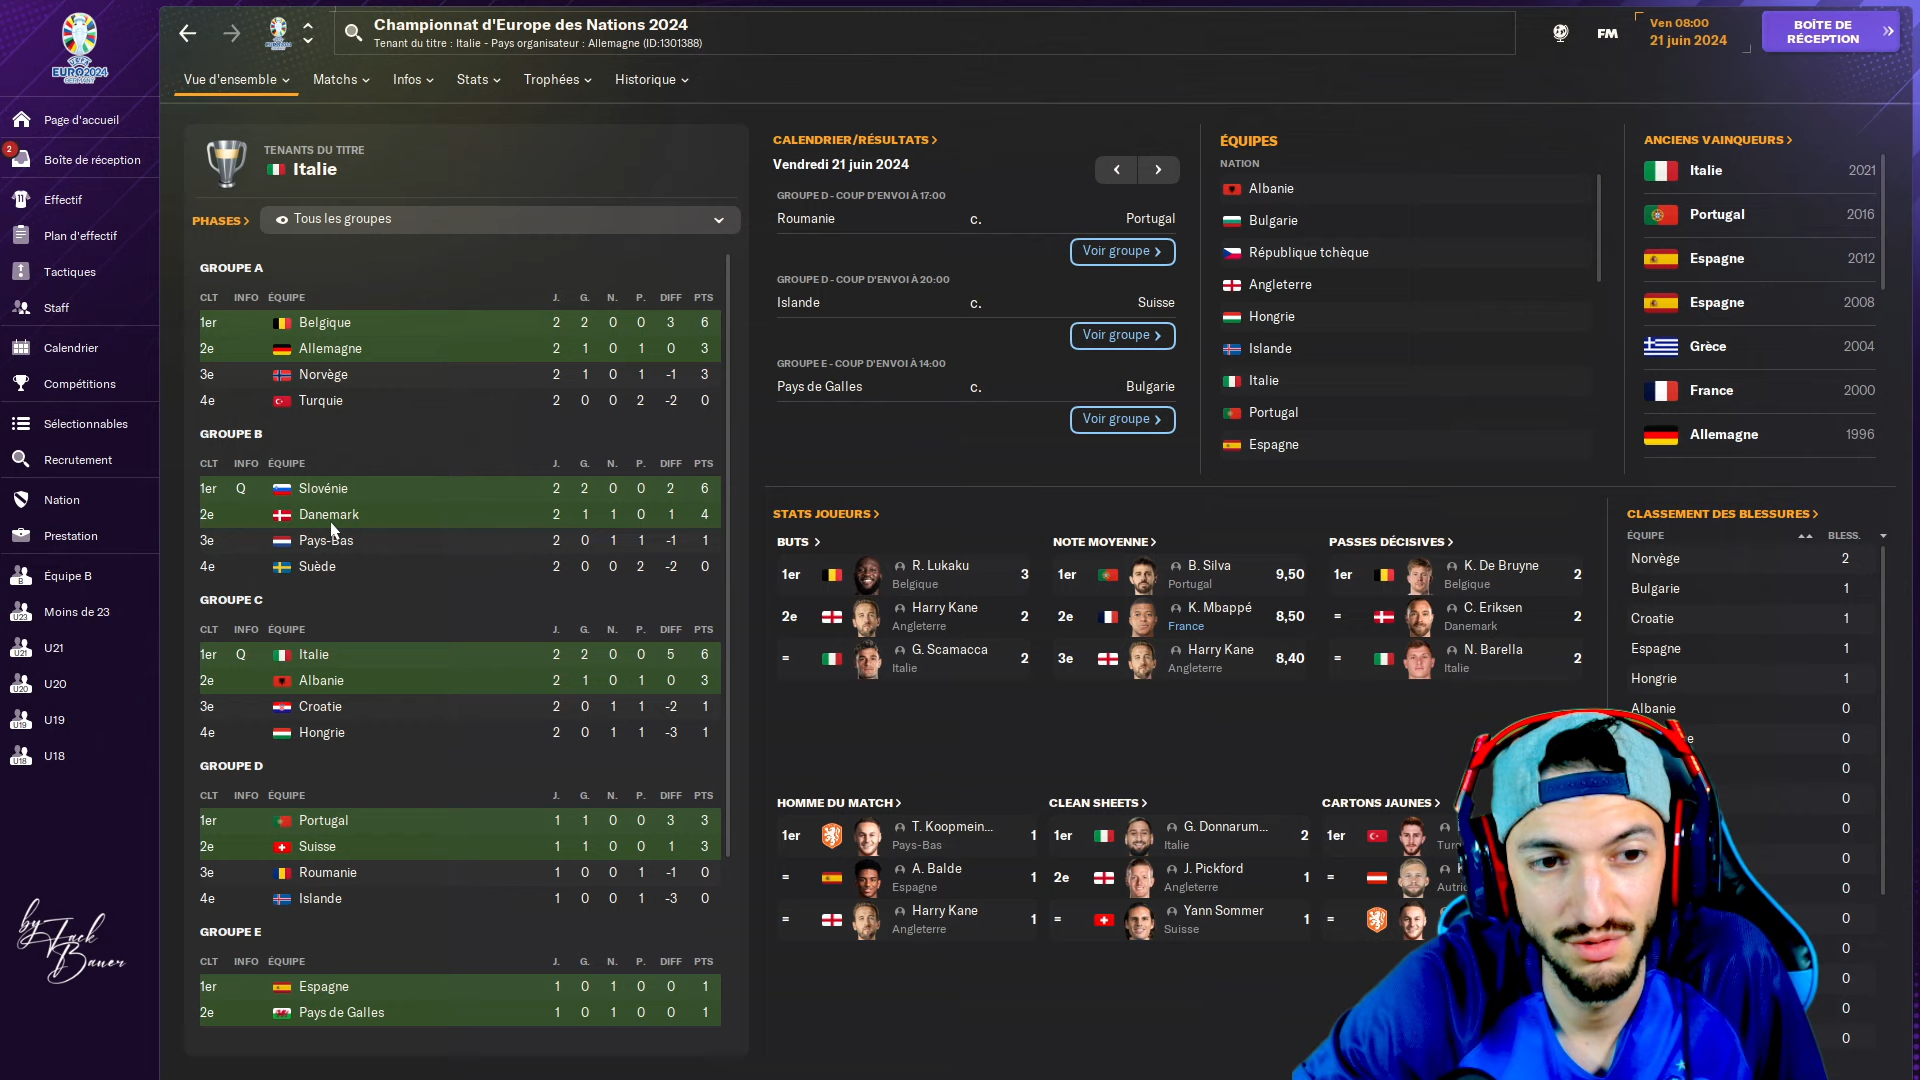 EURO2024
GERMANY
Championnat d'Europe des Nations 2024
Tenant du titre : Italie - Pays organisateur : Allemagne (ID:1301388)
FM
Ven 08:00
21 juin 2024
BOÎTE DE
RÉCEPTION
Vue d'ensemble
Matchs
Infos
Stats
Trophées
Historique
Page d'accueil
2
Boîte de réception
Effectif
Plan d'effectif
Tactiques
Staff
Calendrier
Compétitions
Sélectionnables
Recrutement
Nation
Prestation
B Équipe B
U23 Moins de 23
U21 U21
U20 U20
U19 U19
U18 U18
by Jack Bauer
TENANTS DU TITRE
Italie
PHASES
Tous les groupes
GROUPE A
CLT INFO ÉQUIPE J. G. N. P. DIFF PTS
1er Belgique 2 2 0 0 3 6
2e Allemagne 2 1 0 1 0 3
3e Norvège 2 1 0 1 -1 3
4e Turquie 2 0 0 2 -2 0
GROUPE B
CLT INFO ÉQUIPE J. G. N. P. DIFF PTS
1er Q Slovénie 2 2 0 0 2 6
2e Danemark 2 1 1 0 1 4
3e Pays-Bas 2 0 1 1 -1 1
4e Suède 2 0 0 2 -2 0
GROUPE C
CLT INFO ÉQUIPE J. G. N. P. DIFF PTS
1er Q Italie 2 2 0 0 5 6
2e Albanie 2 1 0 1 0 3
3e Croatie 2 0 1 1 -2 1
4e Hongrie 2 0 1 1 -3 1
GROUPE D
CLT INFO ÉQUIPE J. G. N. P. DIFF PTS
1er Portugal 1 1 0 0 3 3
2e Suisse 1 1 0 0 1 3
3e Roumanie 1 0 0 1 -1 0
4e Islande 1 0 0 1 -3 0
GROUPE E
CLT INFO ÉQUIPE J. G. N. P. DIFF PTS
1er Espagne 1 0 1 0 0 1
2e Pays de Galles 1 0 1 0 0 1
CALENDRIER/RÉSULTATS
Vendredi 21 juin 2024
GROUPE D - COUP D'ENVOI À 17:00
Roumanie c. Portugal
Voir groupe
GROUPE D - COUP D'ENVOI À 20:00
Islande c. Suisse
Voir groupe
GROUPE E - COUP D'ENVOI À 14:00
Pays de Galles c. Bulgarie
Voir groupe
ÉQUIPES
NATION
Albanie
Bulgarie
République tchèque
Angleterre
Hongrie
Islande
Italie
Portugal
Espagne
ANCIENS VAINQUEURS
Italie 2021
Portugal 2016
Espagne 2012
Espagne 2008
Grèce 2004
France 2000
Allemagne 1996
STATS JOUEURS
BUTS
1er R. Lukaku 3
Belgique
2e Harry Kane 2
Angleterre
= G. Scamacca 2
Italie
NOTE MOYENNE
1er B. Silva 9,50
Portugal
2e K. Mbappé 8,50
France
3e Harry Kane 8,40
Angleterre
PASSES DÉCISIVES
1er K. De Bruyne 2
Belgique
= C. Eriksen 2
Danemark
= N. Barella 2
Italie
HOMME DU MATCH
1er T. Koopmein... 1
Pays-Bas
= A. Balde 1
Espagne
= Harry Kane 1
Angleterre
CLEAN SHEETS
1er G. Donnarum... 2
Italie
2e J. Pickford 1
Angleterre
= Yann Sommer 1
Suisse
CARTONS JAUNES
1er
=
=
CLASSEMENT DES BLESSURES
ÉQUIPE BLESS.
Norvège 2
Bulgarie 1
Croatie 1
Espagne 1
Hongrie 1
Albanie 0
0
0
0
0
0
0
0
0
0
0
0